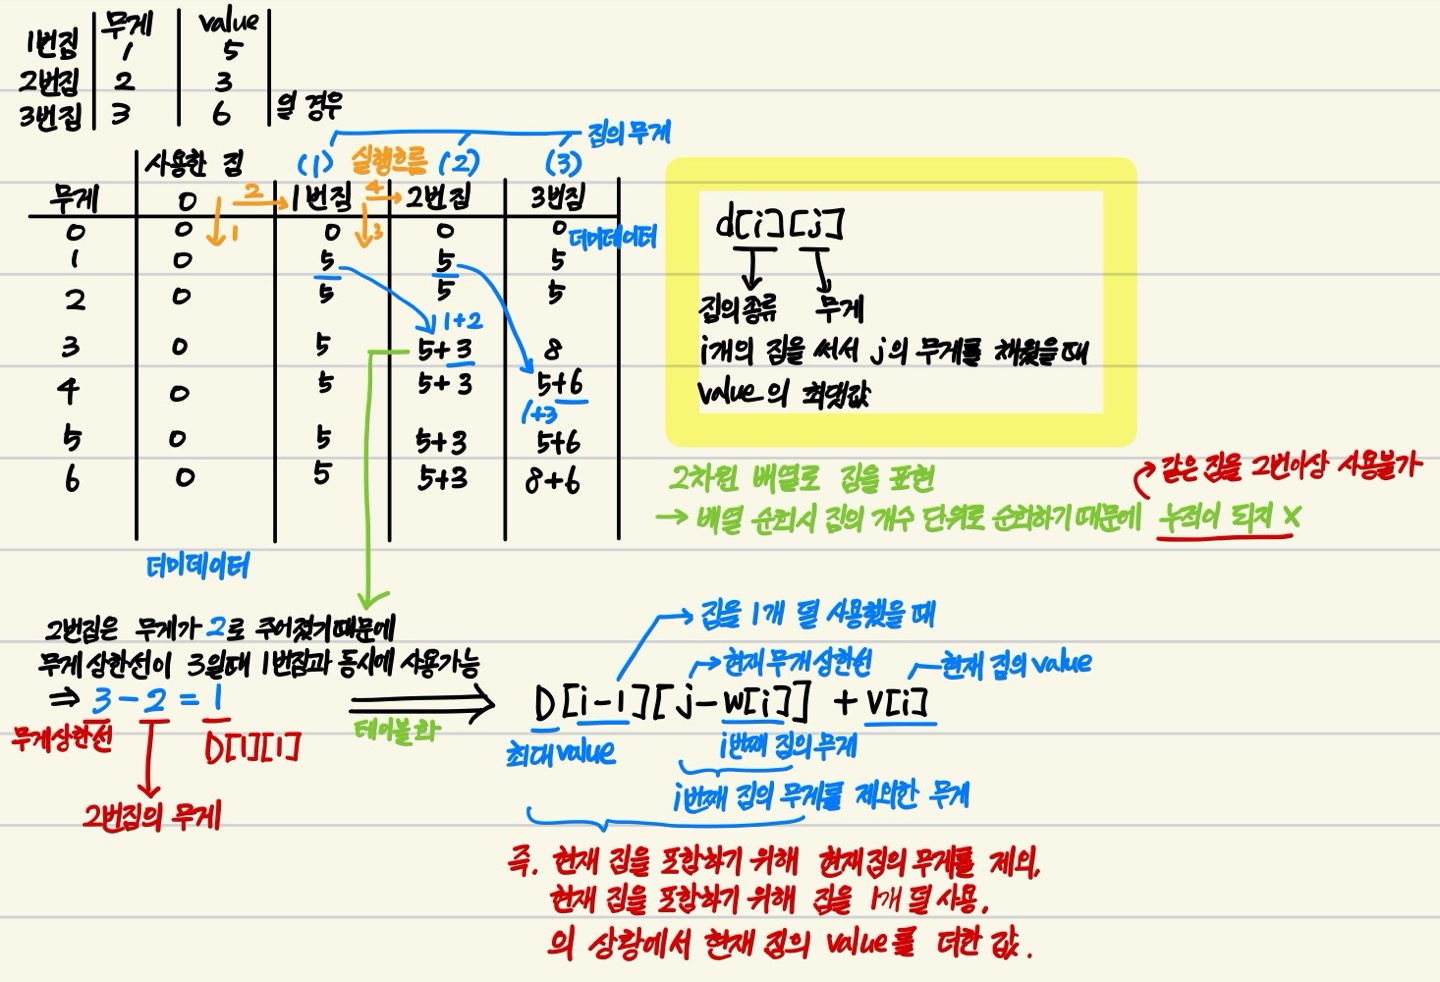 무게 value
1번짐 1 5
2번짐 2 3
3번짐 3 6 일 경우
짐의 무게
사용한 짐 (1) 실행흐름 (2) (3)
무게 0 2 1번짐 4 2번짐 3번짐
0 0 1 0 3 0 0 더미데이터
1 0 5 5 5
2 0 5 5 5
1+2
3 0 5 5+3 8
4 0 5 5+3 5+6
1+3
5 0 5 5+3 5+6
6 0 5 5+3 8+6
더미데이터
d[i][j]
짐의종류 무게
i개의 짐을 써서 j의 무게를 채웠을때
value의 최댓값
같은 짐을 2번이상 사용불가
2차원 배열로 짐을 표현
→ 배열 순회시 짐의 개수 단위로 순회하기때문에 누적이 되지 X
2번짐은 무게가 2로 주어졌기때문에
무게 상한선이 3일때 1번짐과 동시에 사용가능
⇒ 3-2=1
무게상한선 D[1][1]
2번짐의 무게
테이블화
짐을 1개 덜 사용했을 때
현재 무게상한선 현재 짐의 value
D[i-1][j-w[i]] + v[i]
최대value i번째 짐의무게
i번째 짐의 무게를 제외한 무게
즉. 현재 짐을 포함하기 위해 현재짐의 무게를 제외,
현재 짐을 포함하기 위해 짐을 1개 덜 사용.
의 상황에서 현재 짐의 value를 더한 값.